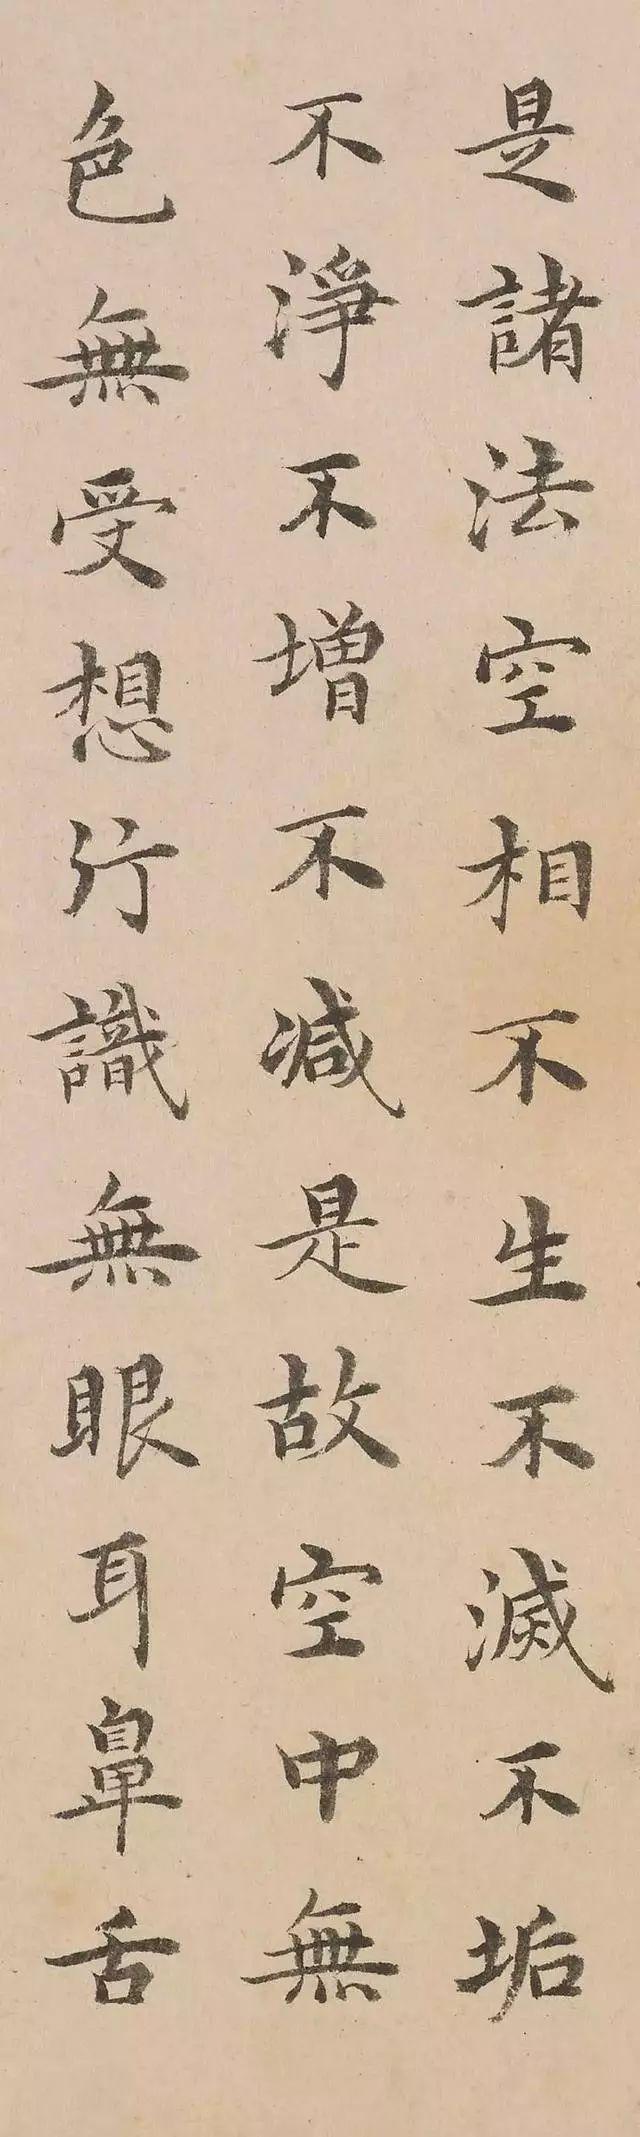 是諸法空相不生不滅不垢
不淨不增不減是故空中無
色無受想行識無眼耳鼻舌